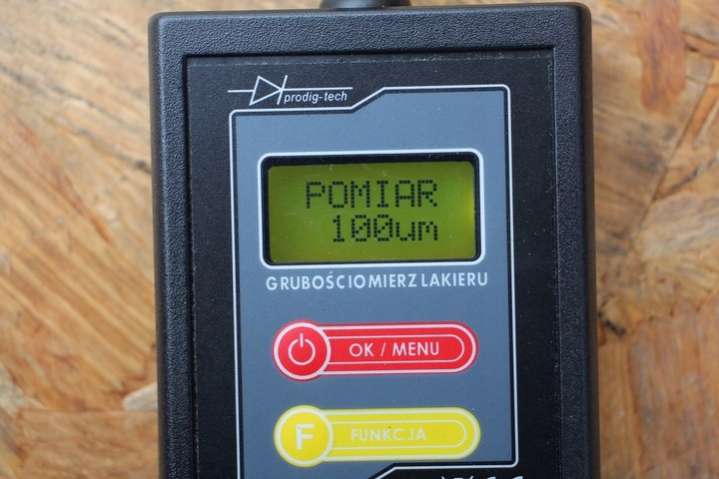 prodig-tech
POMIAR
100um
GRUBOŚCIOMIERZ LAKIERU
OK / MENU
F FUNKCJA